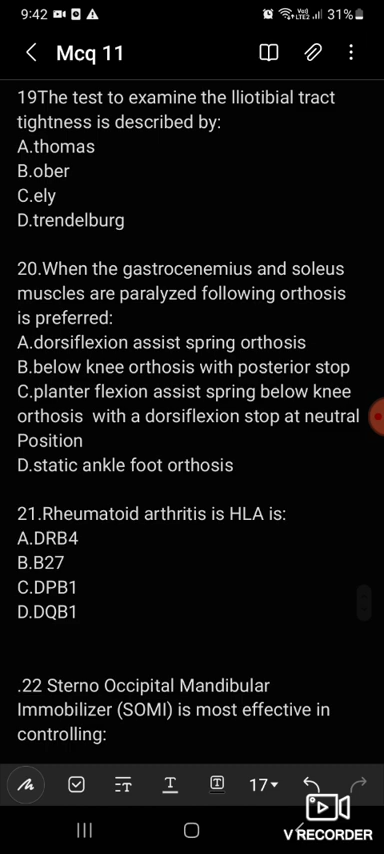 9:42
Vo))
LTE2
31%
Mcq 11
19The test to examine the lliotibial tract
tightness is described by:
A.thomas
B.ober
C.ely
D.trendelburg
20.When the gastrocenemius and soleus
muscles are paralyzed following orthosis
is preferred:
A.dorsiflexion assist spring orthosis
B.below knee orthosis with posterior stop
C.planter flexion assist spring below knee
orthosis with a dorsiflexion stop at neutral
Position
D.static ankle foot orthosis
21.Rheumatoid arthritis is HLA is:
A.DRB4
B.B27
C.DPB1
D.DQB1
.22 Sterno Occipital Mandibular
Immobilizer (SOMI) is most effective in
controlling:
17
V RECORDER